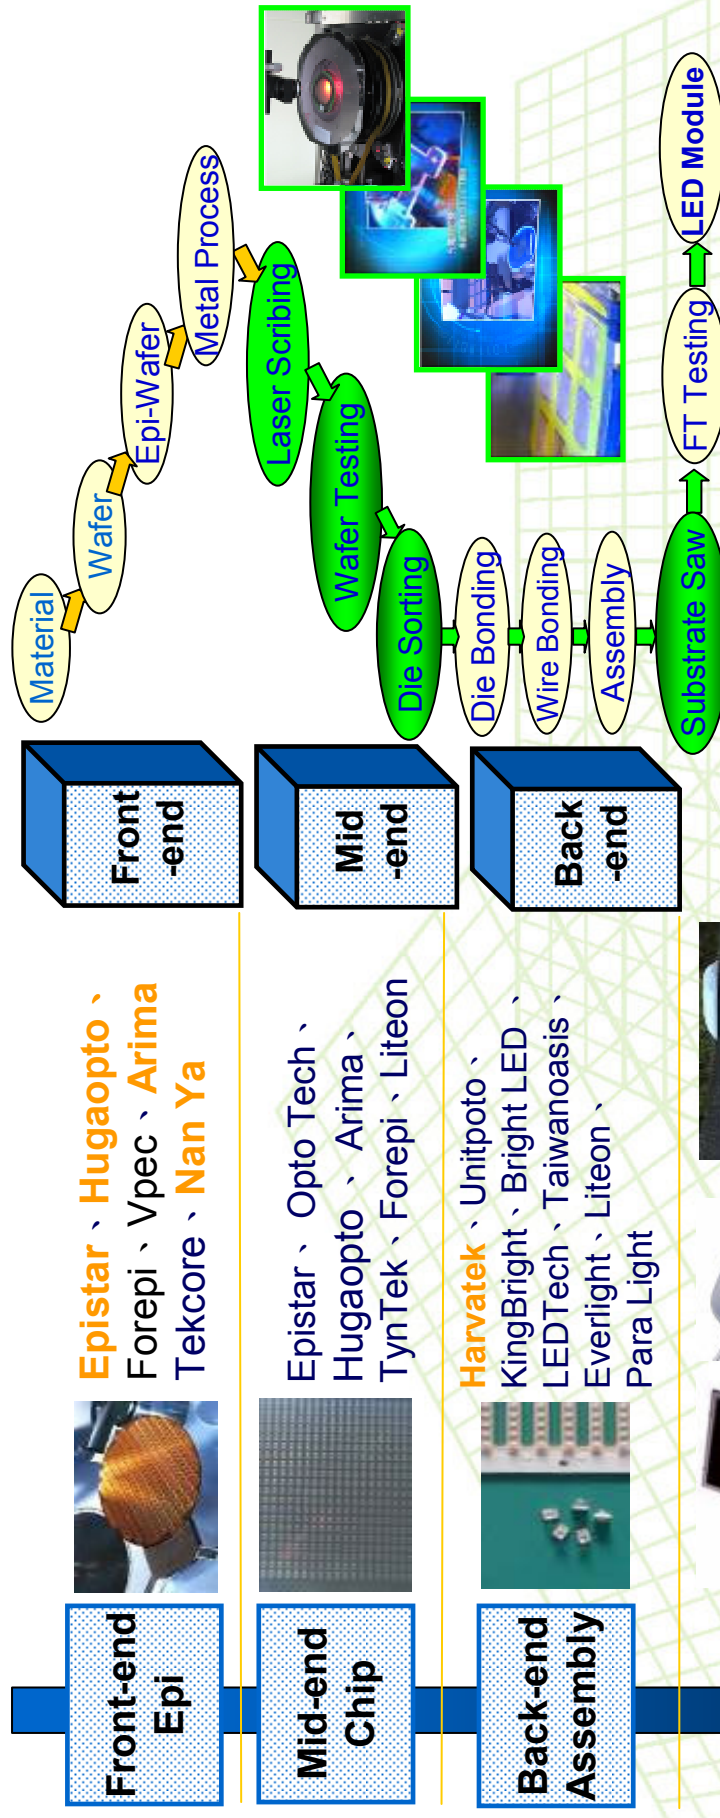 Front-end
Epi
Epistar、Hugaopto、
Forepi、Vpec、Arima
Tekcore、Nan Ya
Front
-end
Material
Wafer
Epi-Wafer
Metal Process
Mid-end
Chip
Epistar、Opto Tech、
Hugaopto、Arima、
TynTek、Forepi、Liteon
Mid
-end
Laser Scribing
Wafer Testing
Die Sorting
Back-end
Assembly
Harvatek、Unitpoto、
KingBright、Bright LED、
LEDTech、Taiwanoasis、
Everlight、Liteon、
Para Light
Back
-end
Die Bonding
Wire Bonding
Assembly
Substrate Saw
FT Testing
LED Module